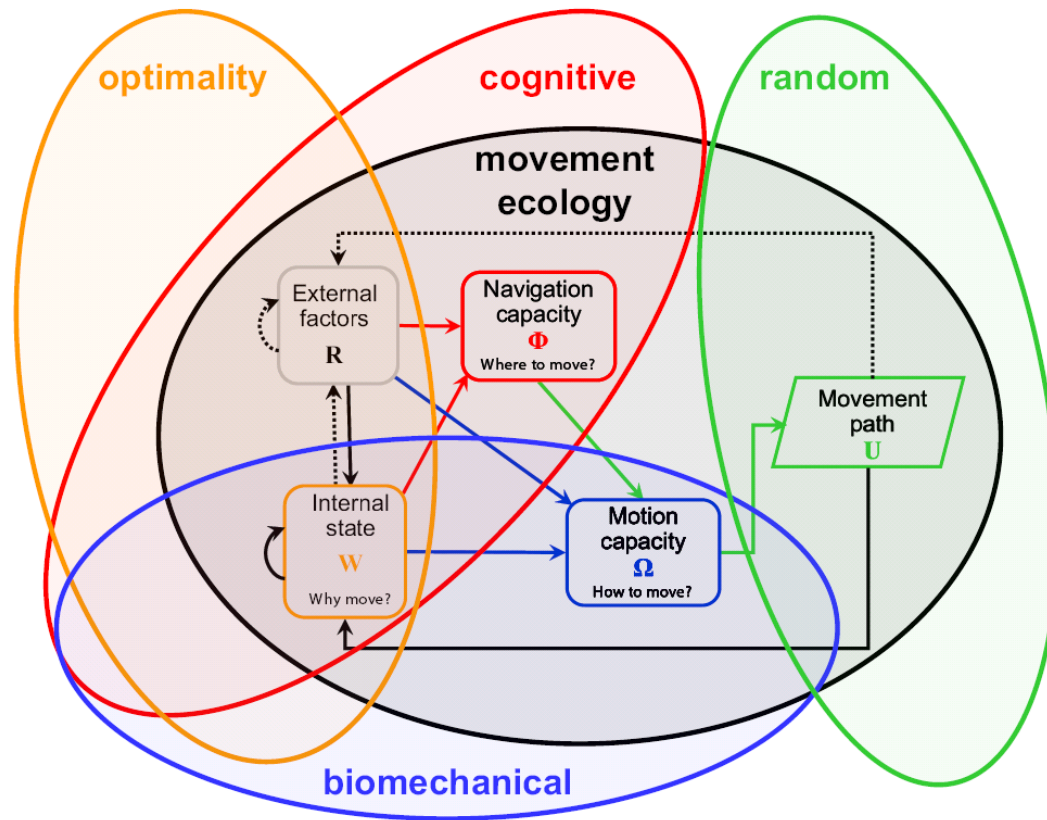 optimality
cognitive
random
movement
ecology
External
factors
R
Navigation
capacity
Φ
Where to move?
Movement
path
U
Internal
state
W
Why move?
Motion
capacity
Ω
How to move?
biomechanical